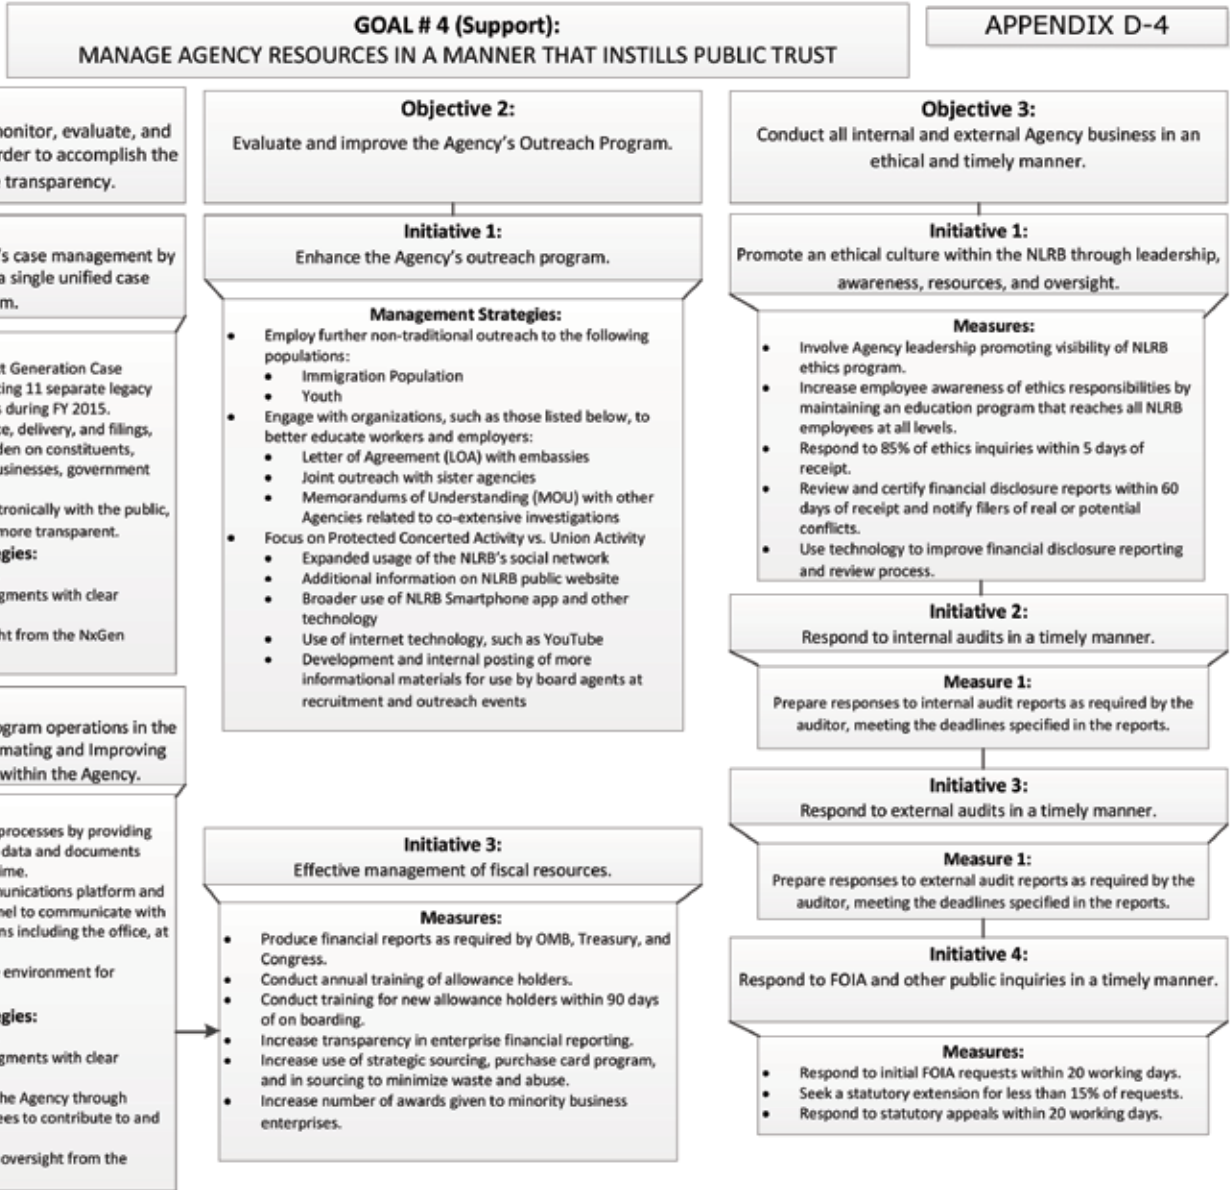 GOAL # 4 (Support):
MANAGE AGENCY RESOURCES IN A MANNER THAT INSTILLS PUBLIC TRUST
APPENDIX D-4
onitor, evaluate, and
rder to accomplish the
transparency.
's case management by
a single unified case
m.
t Generation Case
ing 11 separate legacy
s during FY 2015.
e, delivery, and filings,
den on constituents,
usinesses, government
tronically with the public,
more transparent.
gies:
gments with clear
ht from the NxGen
ogram operations in the
mating and Improving
within the Agency.
processes by providing
data and documents
ime.
unications platform and
nel to communicate with
ns including the office, at
environment for
gies:
gments with clear
he Agency through
ees to contribute to and
oversight from the
Objective 2:
Evaluate and improve the Agency's Outreach Program.
Initiative 1:
Enhance the Agency's outreach program.
Management Strategies:
• Employ further non-traditional outreach to the following
populations:
• Immigration Population
• Youth
• Engage with organizations, such as those listed below, to
better educate workers and employers:
• Letter of Agreement (LOA) with embassies
• Joint outreach with sister agencies
• Memorandums of Understanding (MOU) with other
Agencies related to co-extensive investigations
• Focus on Protected Concerted Activity vs. Union Activity
• Expanded usage of the NLRB's social network
• Additional information on NLRB public website
• Broader use of NLRB Smartphone app and other
technology
• Use of internet technology, such as YouTube
• Development and internal posting of more
informational materials for use by board agents at
recruitment and outreach events
Initiative 3:
Effective management of fiscal resources.
Measures:
• Produce financial reports as required by OMB, Treasury, and
Congress.
• Conduct annual training of allowance holders.
• Conduct training for new allowance holders within 90 days
of on boarding.
• Increase transparency in enterprise financial reporting.
• Increase use of strategic sourcing, purchase card program,
and in sourcing to minimize waste and abuse.
• Increase number of awards given to minority business
enterprises.
Objective 3:
Conduct all internal and external Agency business in an
ethical and timely manner.
Initiative 1:
Promote an ethical culture within the NLRB through leadership,
awareness, resources, and oversight.
Measures:
• Involve Agency leadership promoting visibility of NLRB
ethics program.
• Increase employee awareness of ethics responsibilities by
maintaining an education program that reaches all NLRB
employees at all levels.
• Respond to 85% of ethics inquiries within 5 days of
receipt.
• Review and certify financial disclosure reports within 60
days of receipt and notify filers of real or potential
conflicts.
• Use technology to improve financial disclosure reporting
and review process.
Initiative 2:
Respond to internal audits in a timely manner.
Measure 1:
Prepare responses to internal audit reports as required by the
auditor, meeting the deadlines specified in the reports.
Initiative 3:
Respond to external audits in a timely manner.
Measure 1:
Prepare responses to external audit reports as required by the
auditor, meeting the deadlines specified in the reports.
Initiative 4:
Respond to FOIA and other public inquiries in a timely manner.
Measures:
• Respond to initial FOIA requests within 20 working days.
• Seek a statutory extension for less than 15% of requests.
• Respond to statutory appeals within 20 working days.